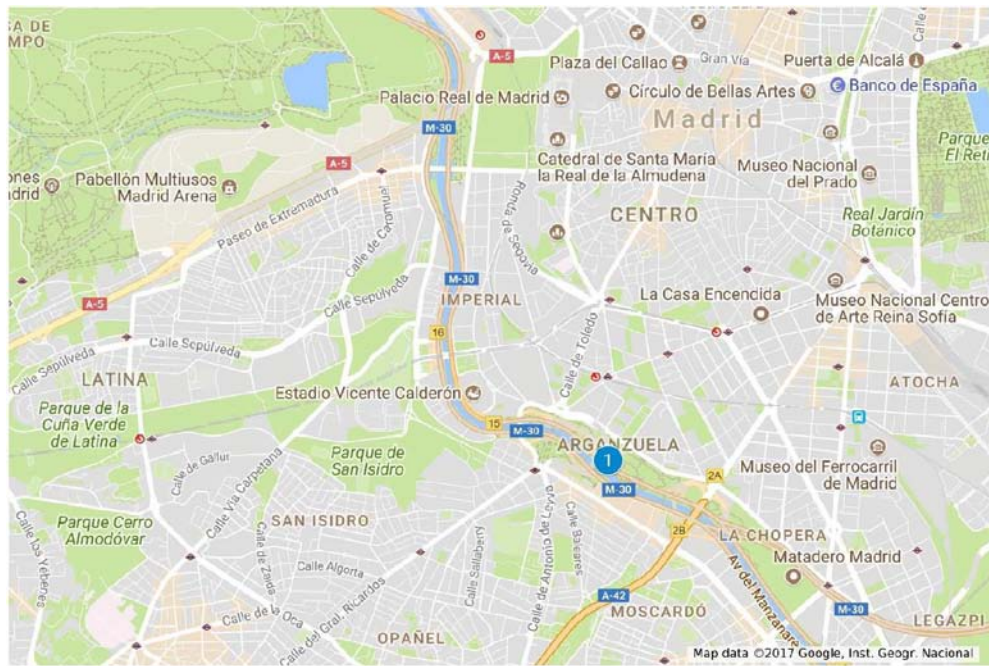 SA DE
MPO
A-5
Gran Vía
Calle d
Plaza del Callao
Puerta de Alcalá
Palacio Real de Madrid
Círculo de Bellas Artes
Banco de España
M-30
Madrid
Parque
El Reti
A-5
Catedral de Santa María
la Real de la Almudena
Museo Nacional
del Prado
ones
adrid
Pabellón Multiusos
Madrid Arena
Paseo de Extremadura
Calle de Caramuel
Ronda de Segovia
CENTRO
Real Jardín
Botánico
M-30
A-5
Calle Sepúlveda
IMPERIAL
La Casa Encendida
Museo Nacional Centro
de Arte Reina Sofía
16
Calle Sepúlveda
Calle Sepúlveda
Calle de Toledo
LATINA
Estadio Vicente Calderón
ATOCHA
Parque de la
Cuña Verde
de Latina
15
M-30
ARGANZUELA
Parque de
San Isidro
1
Calle de Gallur
Calle Vía Carpetana
2A
Museo del Ferrocarril
de Madrid
M-30
Parque Cerro
Almodóvar
SAN ISIDRO
Calle de Antonio de Leyva
Calle Baleares
2B
LA CHOPERA
Calle los Yébenes
Calle de Zaida
Calle Algorta
Calle Sallaberry
Matadero Madrid
Av del Manzanare
A-42
Calle de la Oca
Calle del Gral. Ricardos
MOSCARDÓ
M-30
LEGAZPI
OPAÑEL
Map data ©2017 Google, Inst. Geogr. Nacional